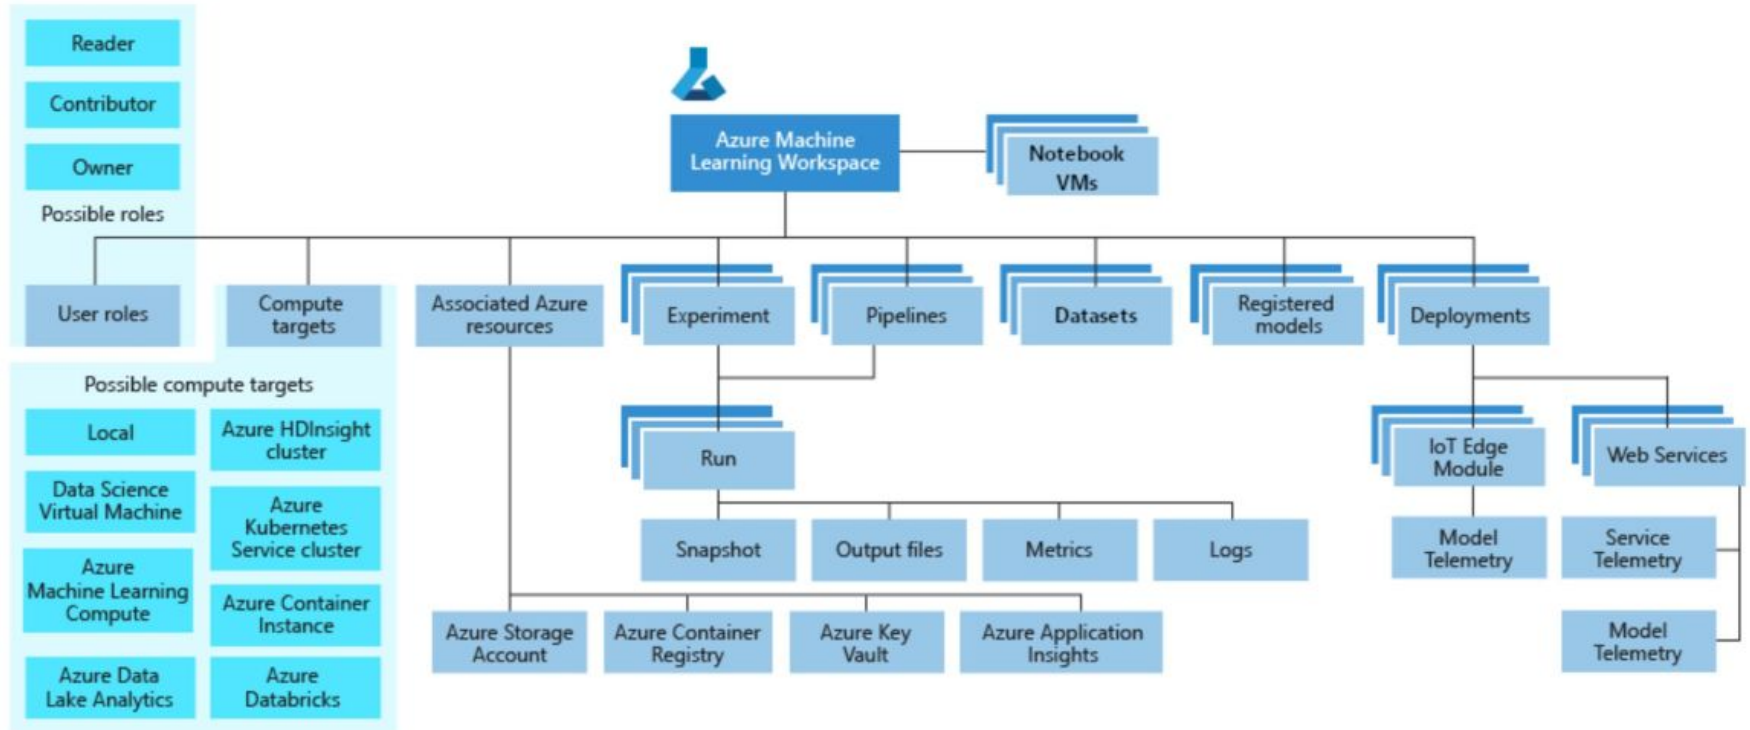 Reader
Contributor
Owner
Possible roles
Azure Machine
Learning Workspace
Notebook
VMs
User roles
Compute
targets
Associated Azure
resources
Experiment
Pipelines
Datasets
Registered
models
Deployments
Possible compute targets
Local
Azure HDInsight
cluster
Data Science
Virtual Machine
Azure
Kubernetes
Service cluster
Azure
Machine Learning
Compute
Azure Container
Instance
Azure Data
Lake Analytics
Azure
Databricks
Run
IoT Edge
Module
Web Services
Snapshot
Output files
Metrics
Logs
Model
Telemetry
Service
Telemetry
Azure Storage
Account
Azure Container
Registry
Azure Key
Vault
Azure Application
Insights
Model
Telemetry